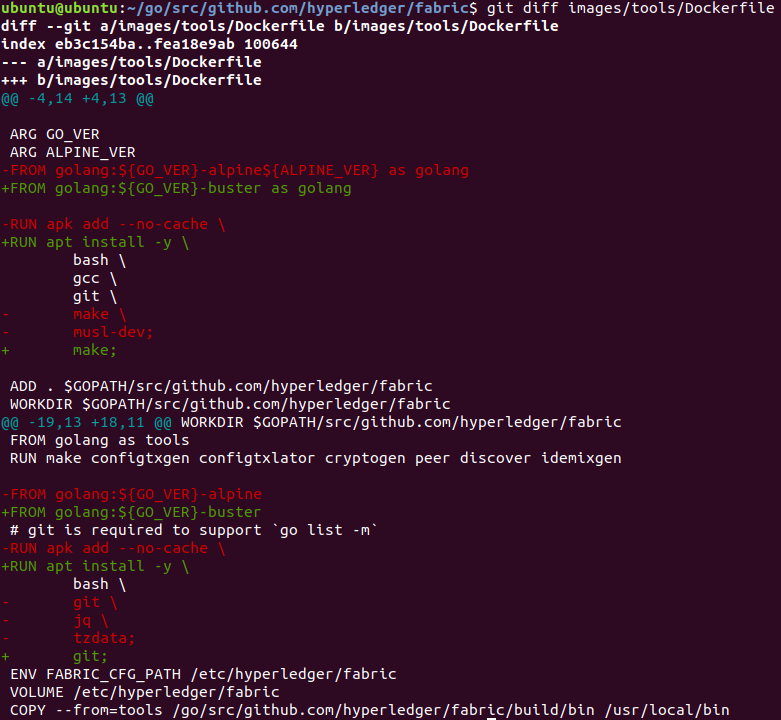 ubuntu@ubuntu:~/go/src/github.com/hyperledger/fabric$ git diff images/tools/Dockerfile
diff --git a/images/tools/Dockerfile b/images/tools/Dockerfile
index eb3c154ba..fea18e9ab 100644
--- a/images/tools/Dockerfile
+++ b/images/tools/Dockerfile
@@ -4,14 +4,13 @@

 ARG GO_VER
 ARG ALPINE_VER
-FROM golang:${GO_VER}-alpine${ALPINE_VER} as golang
+FROM golang:${GO_VER}-buster as golang

-RUN apk add --no-cache \
+RUN apt install -y \
        bash \
        gcc \
        git \
-       make \
-       musl-dev;
+       make;

 ADD . $GOPATH/src/github.com/hyperledger/fabric
 WORKDIR $GOPATH/src/github.com/hyperledger/fabric
@@ -19,13 +18,11 @@ WORKDIR $GOPATH/src/github.com/hyperledger/fabric
 FROM golang as tools
 RUN make configtxgen configtxlator cryptogen peer discover idemixgen

-FROM golang:${GO_VER}-alpine
+FROM golang:${GO_VER}-buster
 # git is required to support `go list -m`
-RUN apk add --no-cache \
+RUN apt install -y \
        bash \
-       git \
-       jq \
-       tzdata;
+       git;
 ENV FABRIC_CFG_PATH /etc/hyperledger/fabric
 VOLUME /etc/hyperledger/fabric
 COPY --from=tools /go/src/github.com/hyperledger/fabric/build/bin /usr/local/bin